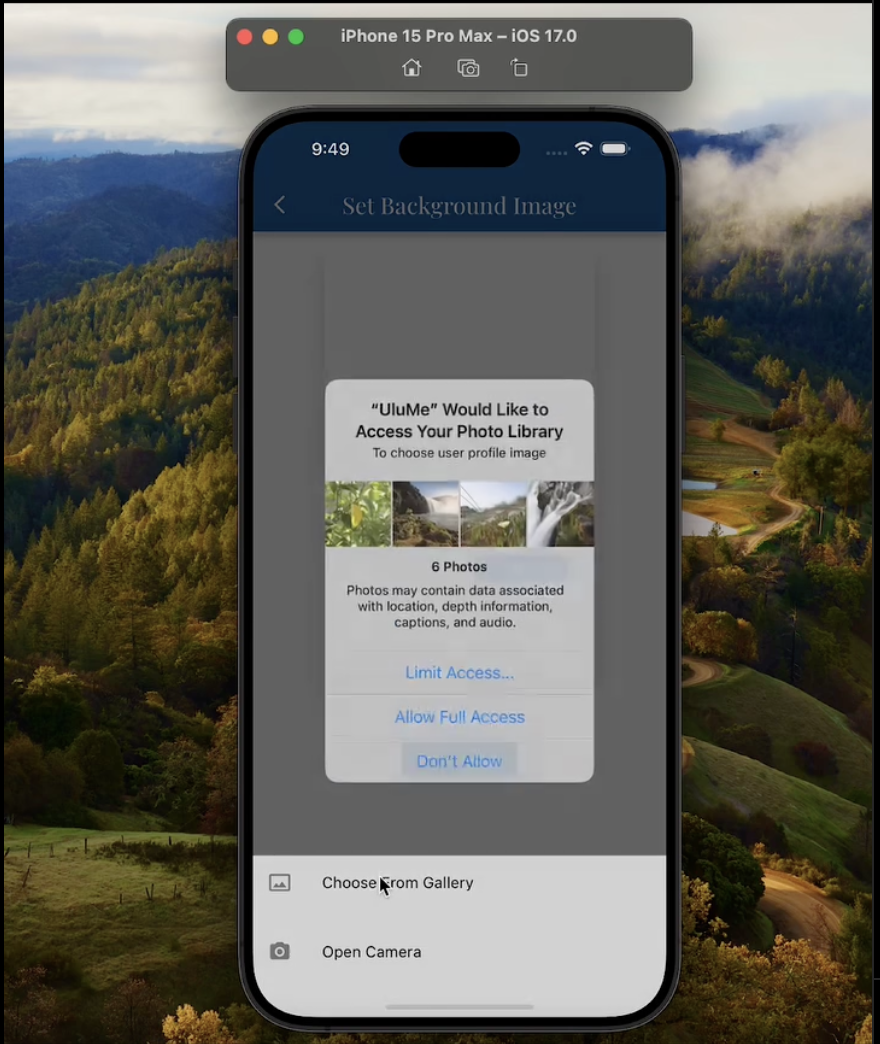 iPhone 15 Pro Max – iOS 17.0
9:49
Set Background Image
“UluMe” Would Like to
Access Your Photo Library
To choose user profile image
6 Photos
Photos may contain data associated
with location, depth information,
captions, and audio.
Limit Access...
Allow Full Access
Don't Allow
Choose From Gallery
Open Camera